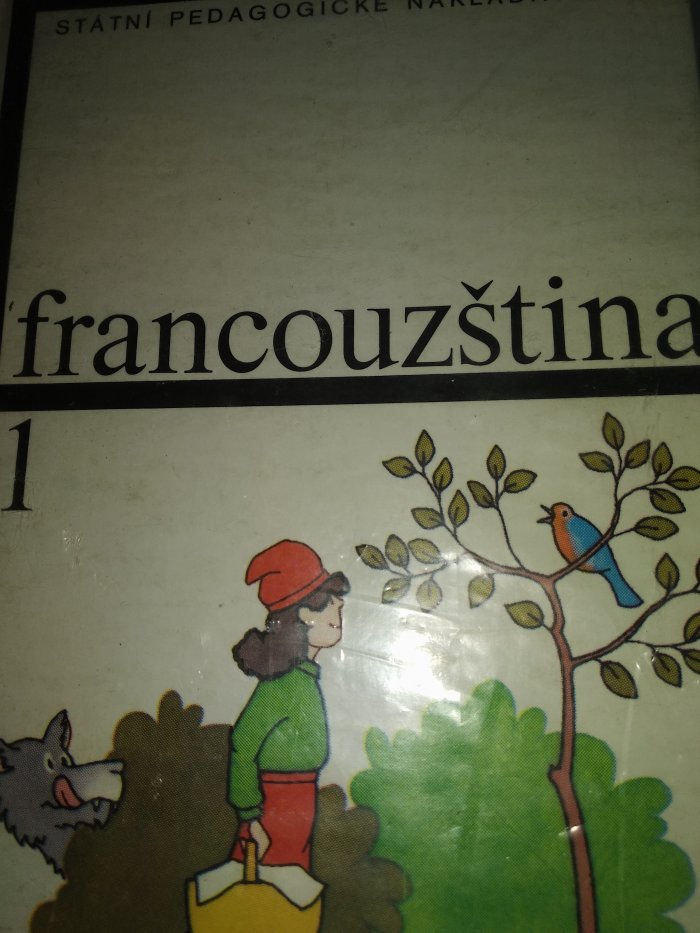 STÁTNÍ PEDAGOGICKÉ
francouzština
1